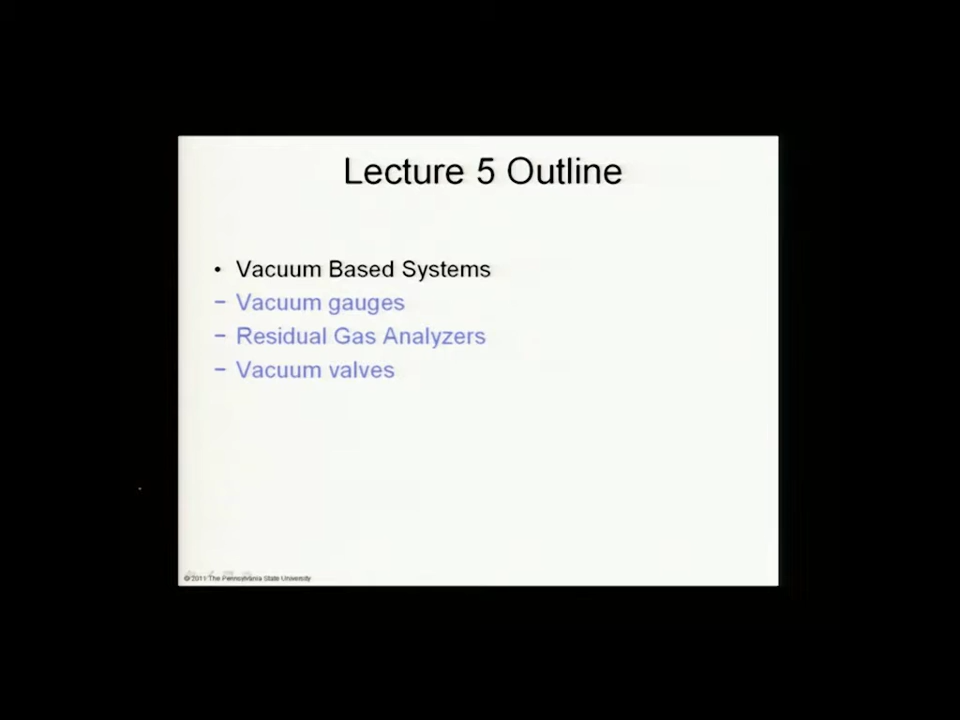 Lecture 5 Outline
• Vacuum Based Systems
− Vacuum gauges
− Residual Gas Analyzers
− Vacuum valves
© 2011 The Pennsylvania State University